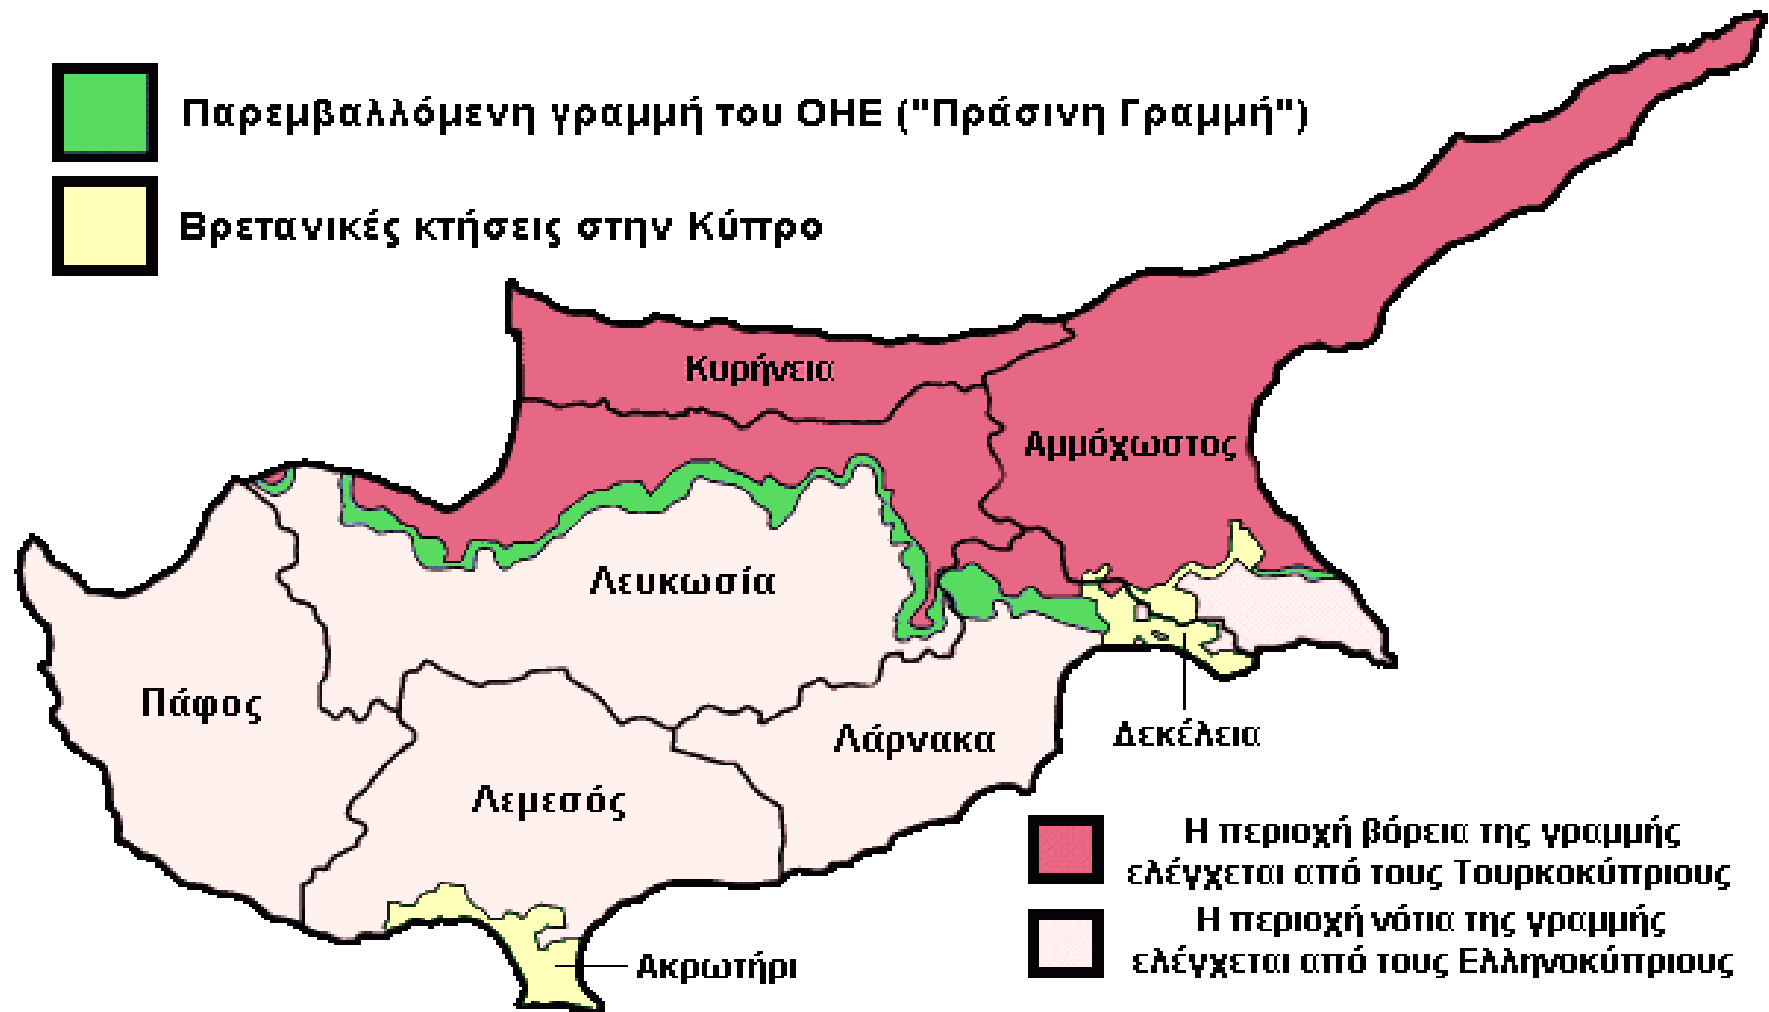 Παρεμβαλλόμενη γραμμή του ΟΗΕ ("Πράσινη Γραμμή")
Βρετανικές κτήσεις στην Κύπρο
Κυρήνεια
Αμμόχωστος
Λευκωσία
Πάφος
Λάρνακα
Δεκέλεια
Λεμεσός
Ακρωτήρι
Η περιοχή βόρεια της γραμμής
ελέγχεται από τους Τουρκοκύπριους
Η περιοχή νότια της γραμμής
ελέγχεται από τους Ελληνοκύπριους